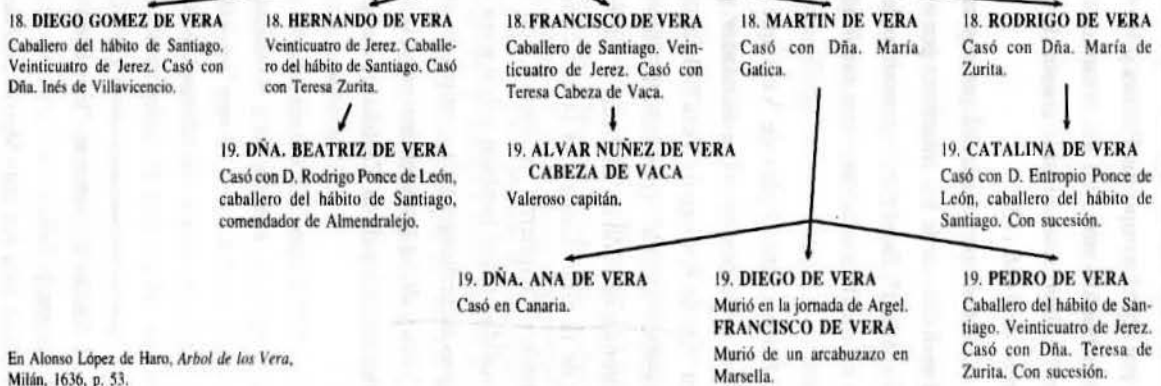 18. DIEGO GOMEZ DE VERA
Caballero del hábito de Santiago.
Veinticuatro de Jerez. Casó con
Dña. Inés de Villavicencio.
18. HERNANDO DE VERA
Veinticuatro de Jerez. Caballe-
ro del hábito de Santiago. Casó
con Teresa Zurita.
18. FRANCISCO DE VERA
Caballero de Santiago. Vein-
ticuatro de Jerez. Casó con
Teresa Cabeza de Vaca.
18. MARTIN DE VERA
Casó con Dña. María
Gatica.
18. RODRIGO DE VERA
Casó con Dña. María de
Zurita.
19. DÑA. BEATRIZ DE VERA
Casó con D. Rodrigo Ponce de León,
caballero del hábito de Santiago,
comendador de Almendralejo.
19. ALVAR NUÑEZ DE VERA
CABEZA DE VACA
Valeroso capitán.
19. CATALINA DE VERA
Casó con D. Entropio Ponce de
León, caballero del hábito de
Santiago. Con sucesión.
19. DÑA. ANA DE VERA
Casó en Canaria.
19. DIEGO DE VERA
Murió en la jornada de Argel.
FRANCISCO DE VERA
Murió de un arcabuzazo en
Marsella.
19. PEDRO DE VERA
Caballero del hábito de San-
tiago. Veinticuatro de Jerez.
Casó con Dña. Teresa de
Zurita. Con sucesión.
En Alonso López de Haro, Arbol de los Vera,
Milán, 1636, p. 53.